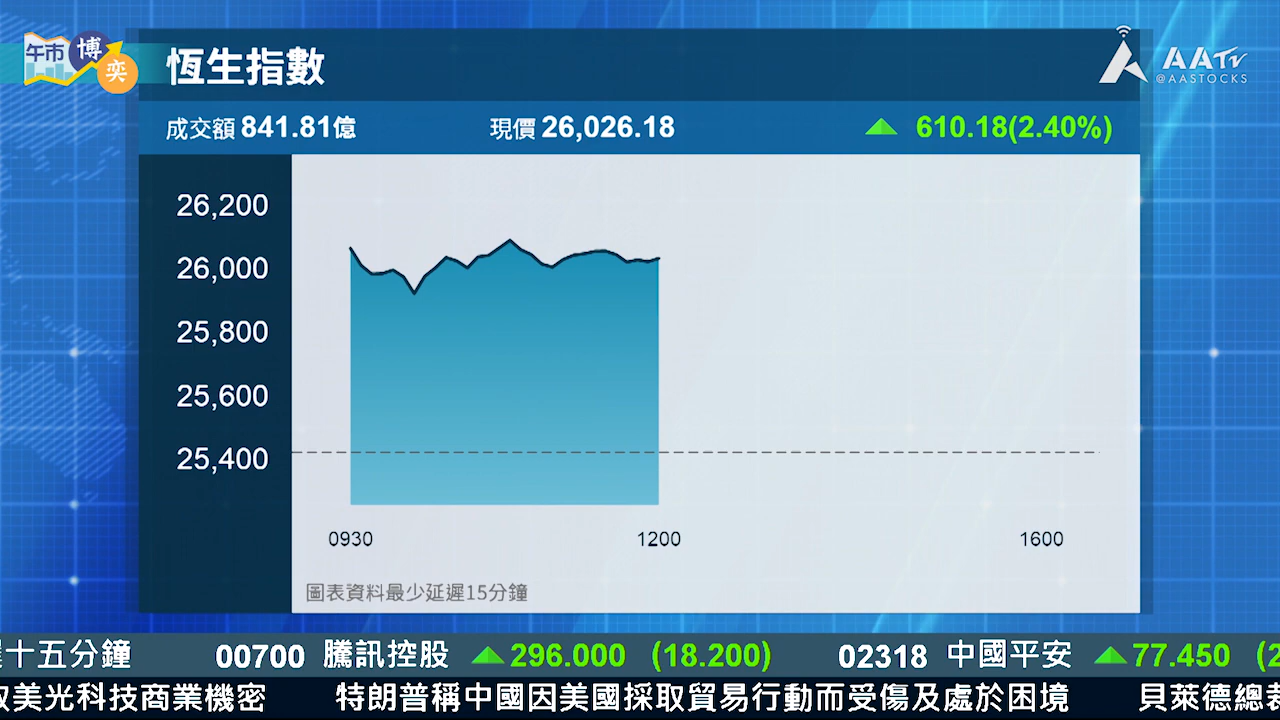 午市
博
奕
恆生指數
AATV
@AASTOCKS
成交額 841.81億
現價 26,026.18
610.18(2.40%)
26,200
26,000
25,800
25,600
25,400
0930
1200
1600
圖表資料最少延遲15分鐘
十五分鐘 00700 騰訊控股 296.000 (18.200) 02318 中國平安 77.450 (2
美光科技商業機密 特朗普稱中國因美國採取貿易行動而受傷及處於困境 貝萊德總裁